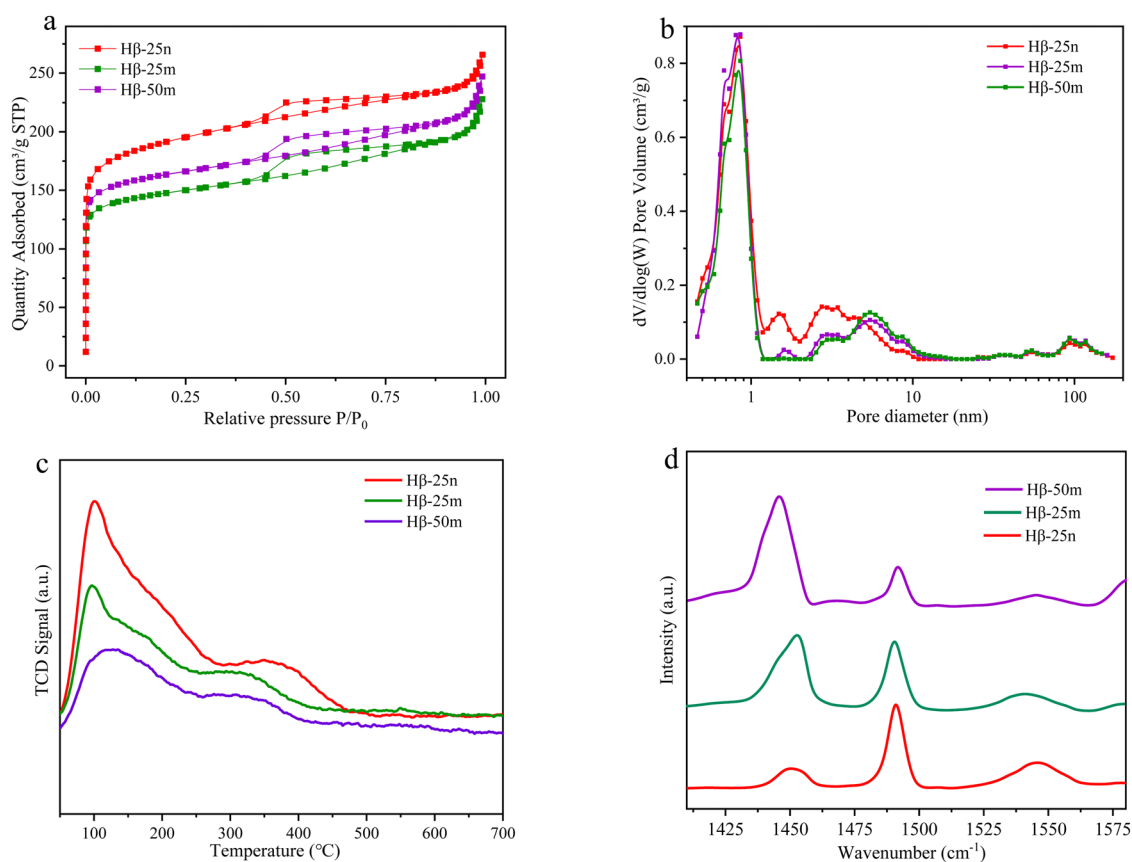 a
Hβ-25n
Hβ-25m
Hβ-50m
Quantity Adsorbed (cm³/g STP)
250
200
150
100
50
0
0.00 0.25 0.50 0.75 1.00
Relative pressure P/P₀
b
Hβ-25n
Hβ-25m
Hβ-50m
dV/dlog(W) Pore Volume (cm³/g)
0.8
0.6
0.4
0.2
0.0
1 10 100
Pore diameter (nm)
c
Hβ-25n
Hβ-25m
Hβ-50m
TCD Signal (a.u.)
100 200 300 400 500 600 700
Temperature (℃)
d
Hβ-50m
Hβ-25m
Hβ-25n
Intensity (a.u.)
1425 1450 1475 1500 1525 1550 1575
Wavenumber (cm⁻¹)